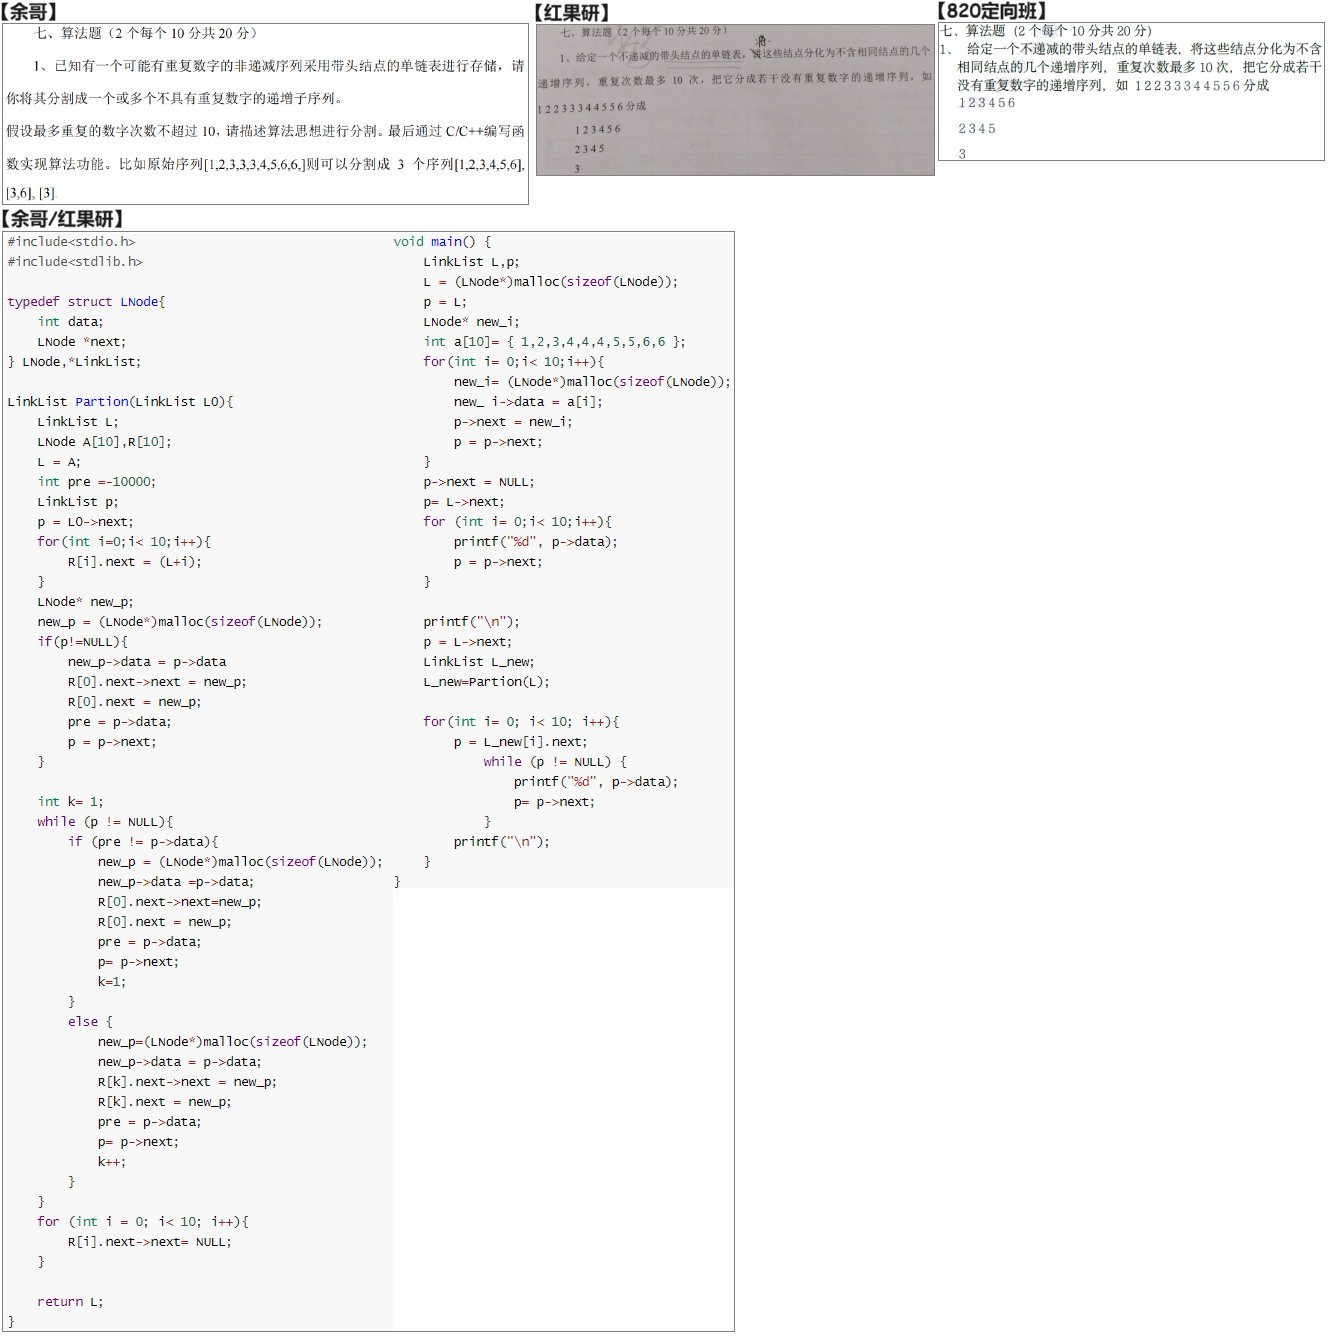 【余哥】
七、算法题（2 个每个 10 分共 20 分）
1、已知有一个可能有重复数字的非递减序列采用带头结点的单链表进行存储，请
你将其分割成一个或多个不具有重复数字的递增子序列。
假设最多重复的数字次数不超过 10，请描述算法思想进行分割。最后通过 C/C++编写函
数实现算法功能。比如原始序列[1,2,3,3,3,4,5,6,6,]则可以分割成 3 个序列[1,2,3,4,5,6],
[3,6], [3].
【红果研】
七、算法题（2 个每个 10 分共 20 分）
1、给定一个不递减的带头结点的单链表，将这些结点分化为不含相同结点的几个
递增序列，重复次数最多 10 次，把它分成若干没有重复数字的递增序列，如
1 2 2 3 3 3 4 4 5 5 6 分成
1 2 3 4 5 6
2 3 4 5
3
【820定向班】
七、算法题（2 个每个 10 分共 20 分）
1、 给定一个不递减的带头结点的单链表，将这些结点分化为不含
相同结点的几个递增序列，重复次数最多 10 次，把它分成若干
没有重复数字的递增序列，如 1 2 2 3 3 3 4 4 5 5 6 分成
1 2 3 4 5 6
2 3 4 5
3
【余哥/红果研】
#include<stdio.h>
#include<stdlib.h>
typedef struct LNode{
    int data;
    LNode *next;
} LNode,*LinkList;
LinkList Partion(LinkList L0){
    LinkList L;
    LNode A[10],R[10];
    L = A;
    int pre =-10000;
    LinkList p;
    p = L0->next;
    for(int i=0;i< 10;i++){
        R[i].next = (L+i);
    }
    LNode* new_p;
    new_p = (LNode*)malloc(sizeof(LNode));
    if(p!=NULL){
        new_p->data = p->data
        R[0].next->next = new_p;
        R[0].next = new_p;
        pre = p->data;
        p = p->next;
    }
    int k= 1;
    while (p != NULL){
        if (pre != p->data){
            new_p = (LNode*)malloc(sizeof(LNode));
            new_p->data =p->data;
            R[0].next->next=new_p;
            R[0].next = new_p;
            pre = p->data;
            p= p->next;
            k=1;
        }
        else {
            new_p=(LNode*)malloc(sizeof(LNode));
            new_p->data = p->data;
            R[k].next->next = new_p;
            R[k].next = new_p;
            pre = p->data;
            p= p->next;
            k++;
        }
    }
    for (int i = 0; i< 10; i++){
        R[i].next->next= NULL;
    }
    return L;
}
void main() {
    LinkList L,p;
    L = (LNode*)malloc(sizeof(LNode));
    p = L;
    LNode* new_i;
    int a[10]= { 1,2,3,4,4,4,5,5,6,6 };
    for(int i= 0;i< 10;i++){
        new_i= (LNode*)malloc(sizeof(LNode));
        new_ i->data = a[i];
        p->next = new_i;
        p = p->next;
    }
    p->next = NULL;
    p= L->next;
    for (int i= 0;i< 10;i++){
        printf("%d", p->data);
        p = p->next;
    }
    printf("\n");
    p = L->next;
    LinkList L_new;
    L_new=Partion(L);
    for(int i= 0; i< 10; i++){
        p = L_new[i].next;
            while (p != NULL) {
                printf("%d", p->data);
                p= p->next;
            }
        printf("\n");
    }
}